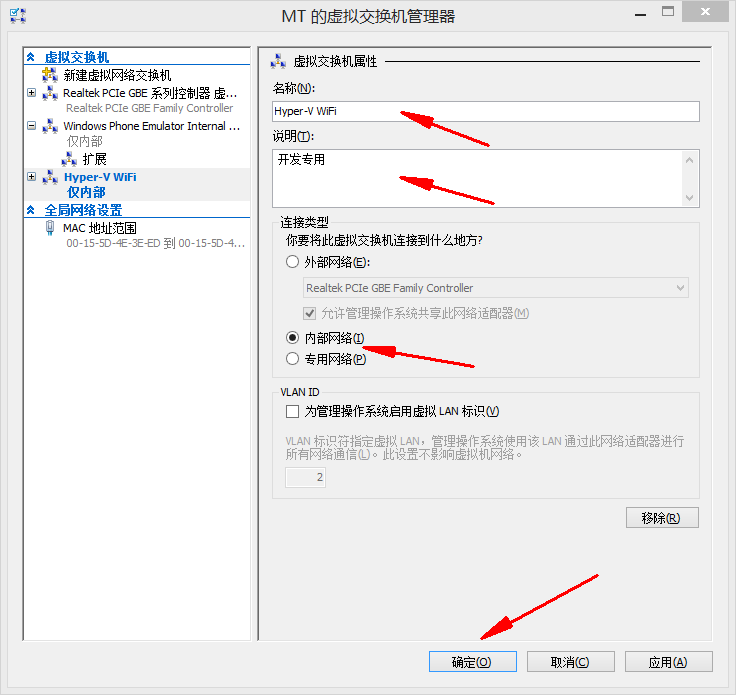 MT 的虚拟交换机管理器
虚拟交换机
新建虚拟网络交换机
Realtek PCIe GBE 系列控制器 虚...
Realtek PCIe GBE Family Controller
Windows Phone Emulator Internal ...
仅内部
扩展
Hyper-V WiFi
仅内部
全局网络设置
MAC 地址范围
00-15-5D-4E-3E-ED 到 00-15-5D-4...
虚拟交换机属性
名称(N):
Hyper-V WiFi
说明(T):
开发专用
连接类型
你要将此虚拟交换机连接到什么地方?
外部网络(E):
Realtek PCIe GBE Family Controller
允许管理操作系统共享此网络适配器(M)
内部网络(I)
专用网络(P)
VLAN ID
为管理操作系统启用虚拟 LAN 标识(V)
VLAN 标识符指定虚拟 LAN，管理操作系统使用该 LAN 通过此网络适配器进行
所有网络通信(L)。此设置不影响虚拟机网络。
2
移除(R)
确定(O)
取消(C)
应用(A)